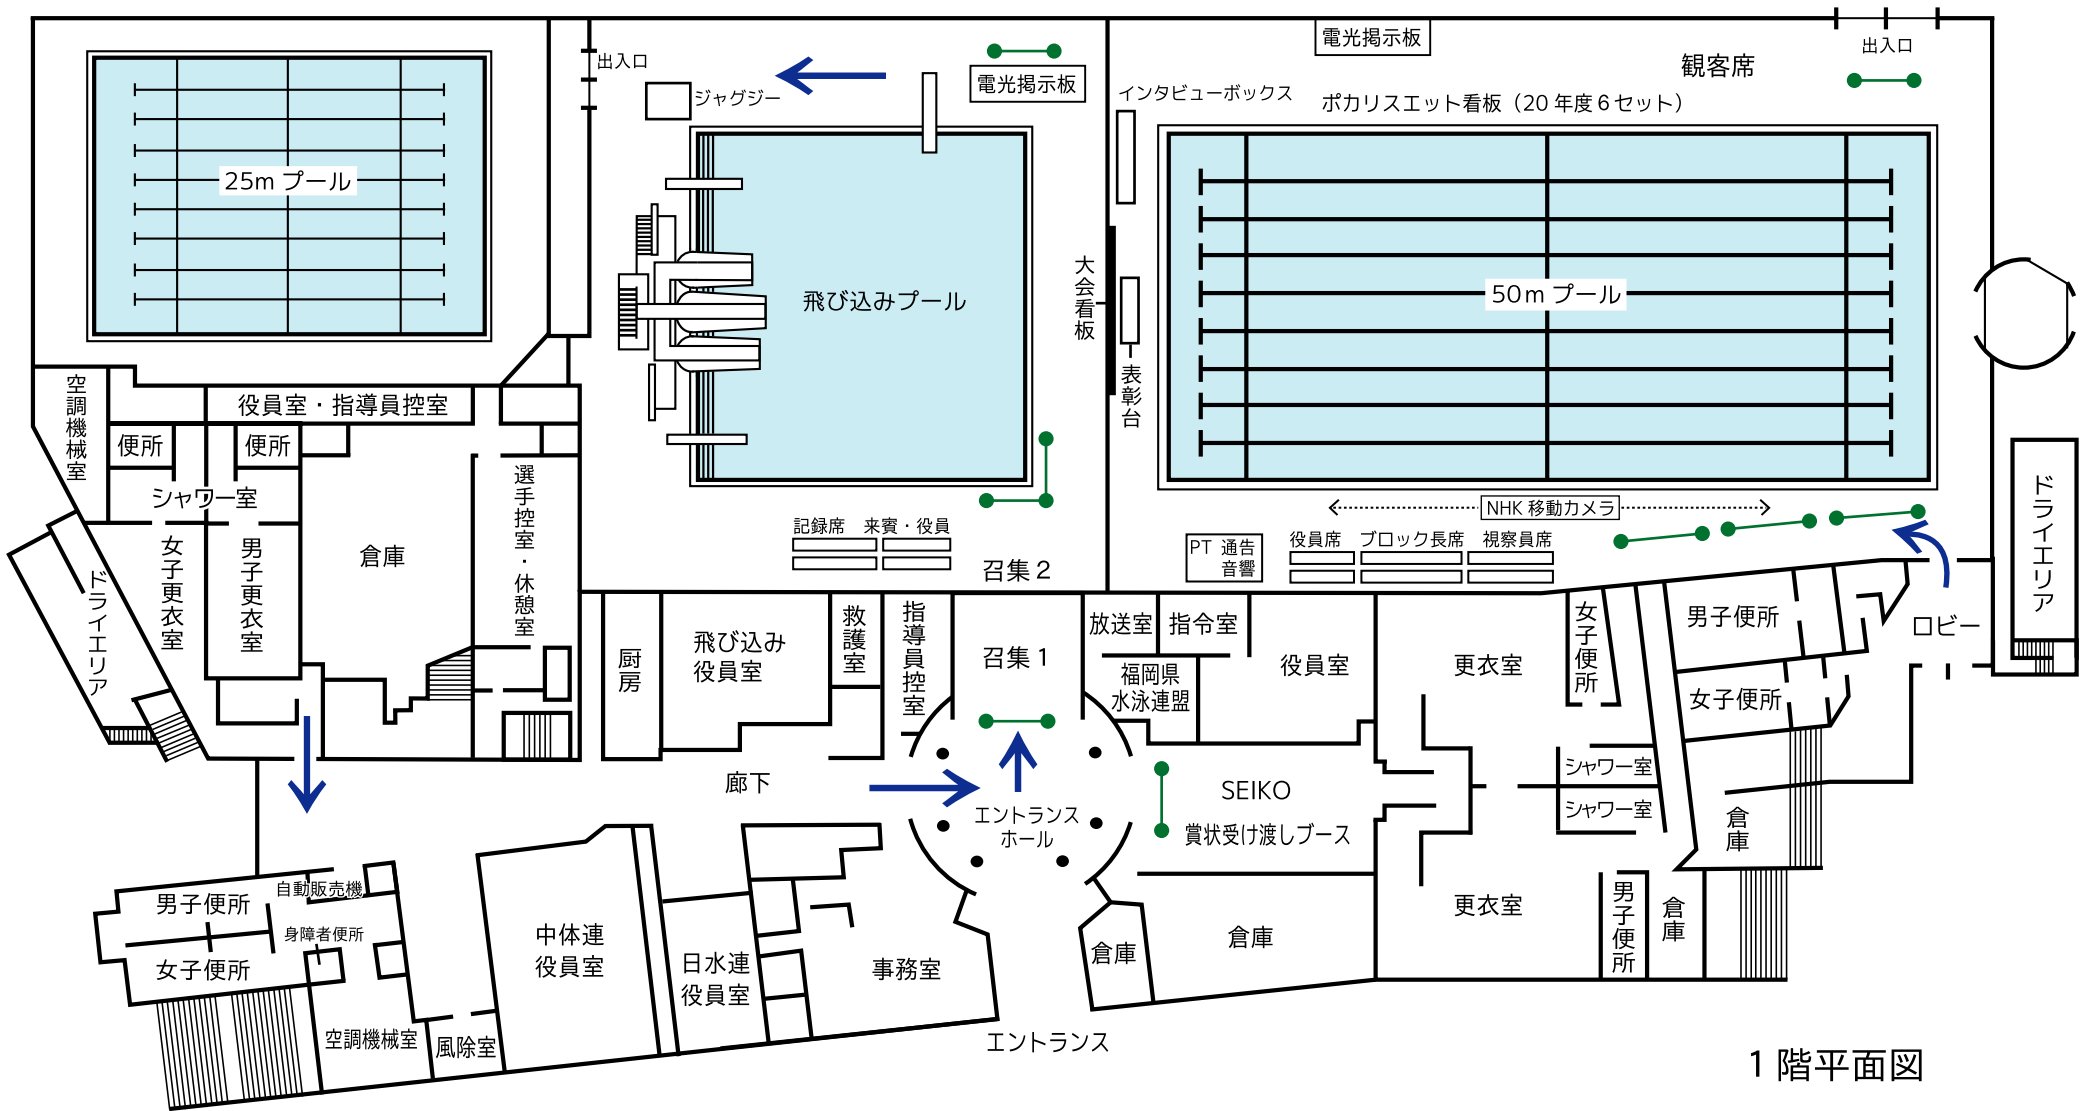 電光掲示板
出入口
出入口
観客席
電光掲示板
ジャグジー
インタビューボックス
ポカリスエット看板（20 年度 6 セット）
25m プール
飛び込みプール
50m プール
大会看板
表彰台
空調機械室
役員室・指導員控室
便所
便所
シャワー室
選手控室・休憩室
女子更衣室
男子更衣室
倉庫
ドライエリア
記録席
来賓・役員
召集 2
NHK 移動カメラ
PT 通告
音響
役員席
ブロック長席
視察員席
ドライエリア
ロビー
厨房
飛び込み
役員室
救護室
指導員控室
召集 1
放送室
指令室
福岡県
水泳連盟
役員室
更衣室
女子便所
男子便所
女子便所
廊下
エントランス
ホール
SEIKO
賞状受け渡しブース
シャワー室
シャワー室
倉庫
自動販売機
男子便所
身障者便所
女子便所
空調機械室
風除室
中体連
役員室
日水連
役員室
事務室
倉庫
倉庫
更衣室
男子便所
倉庫
エントランス
1 階平面図